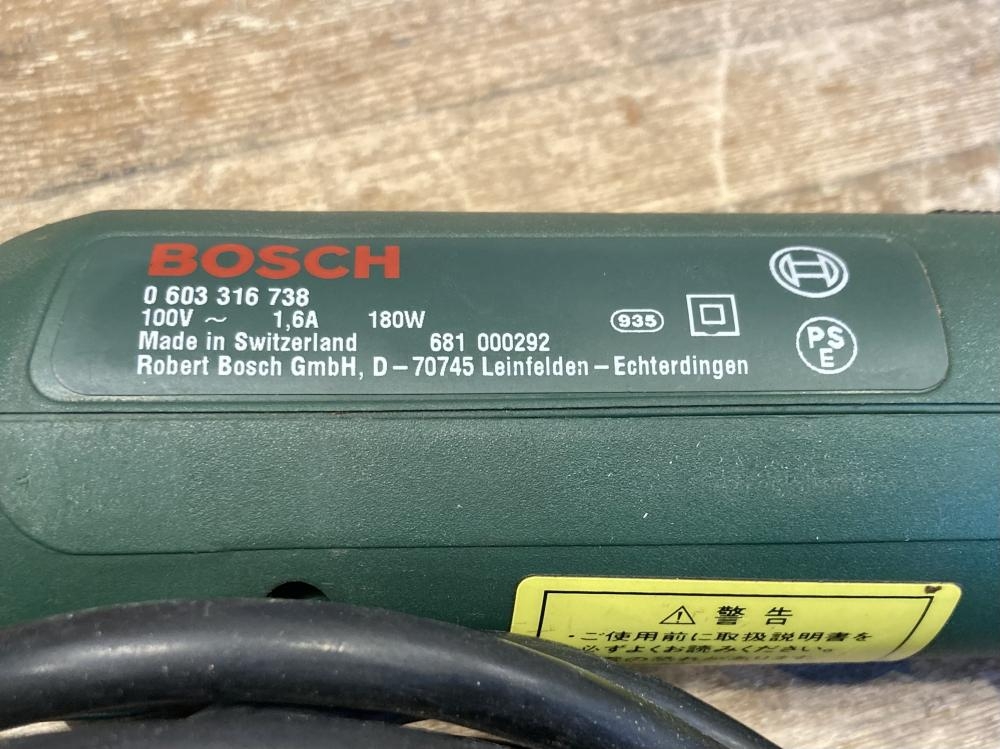 BOSCH
0 603 316 738
100V ~ 1,6A 180W
935
Made in Switzerland 681 000292
Robert Bosch GmbH, D-70745 Leinfelden-Echterdingen
PS
E
⚠ 警告
・ご使用前に取扱説明書を
必ずよくお読みください。